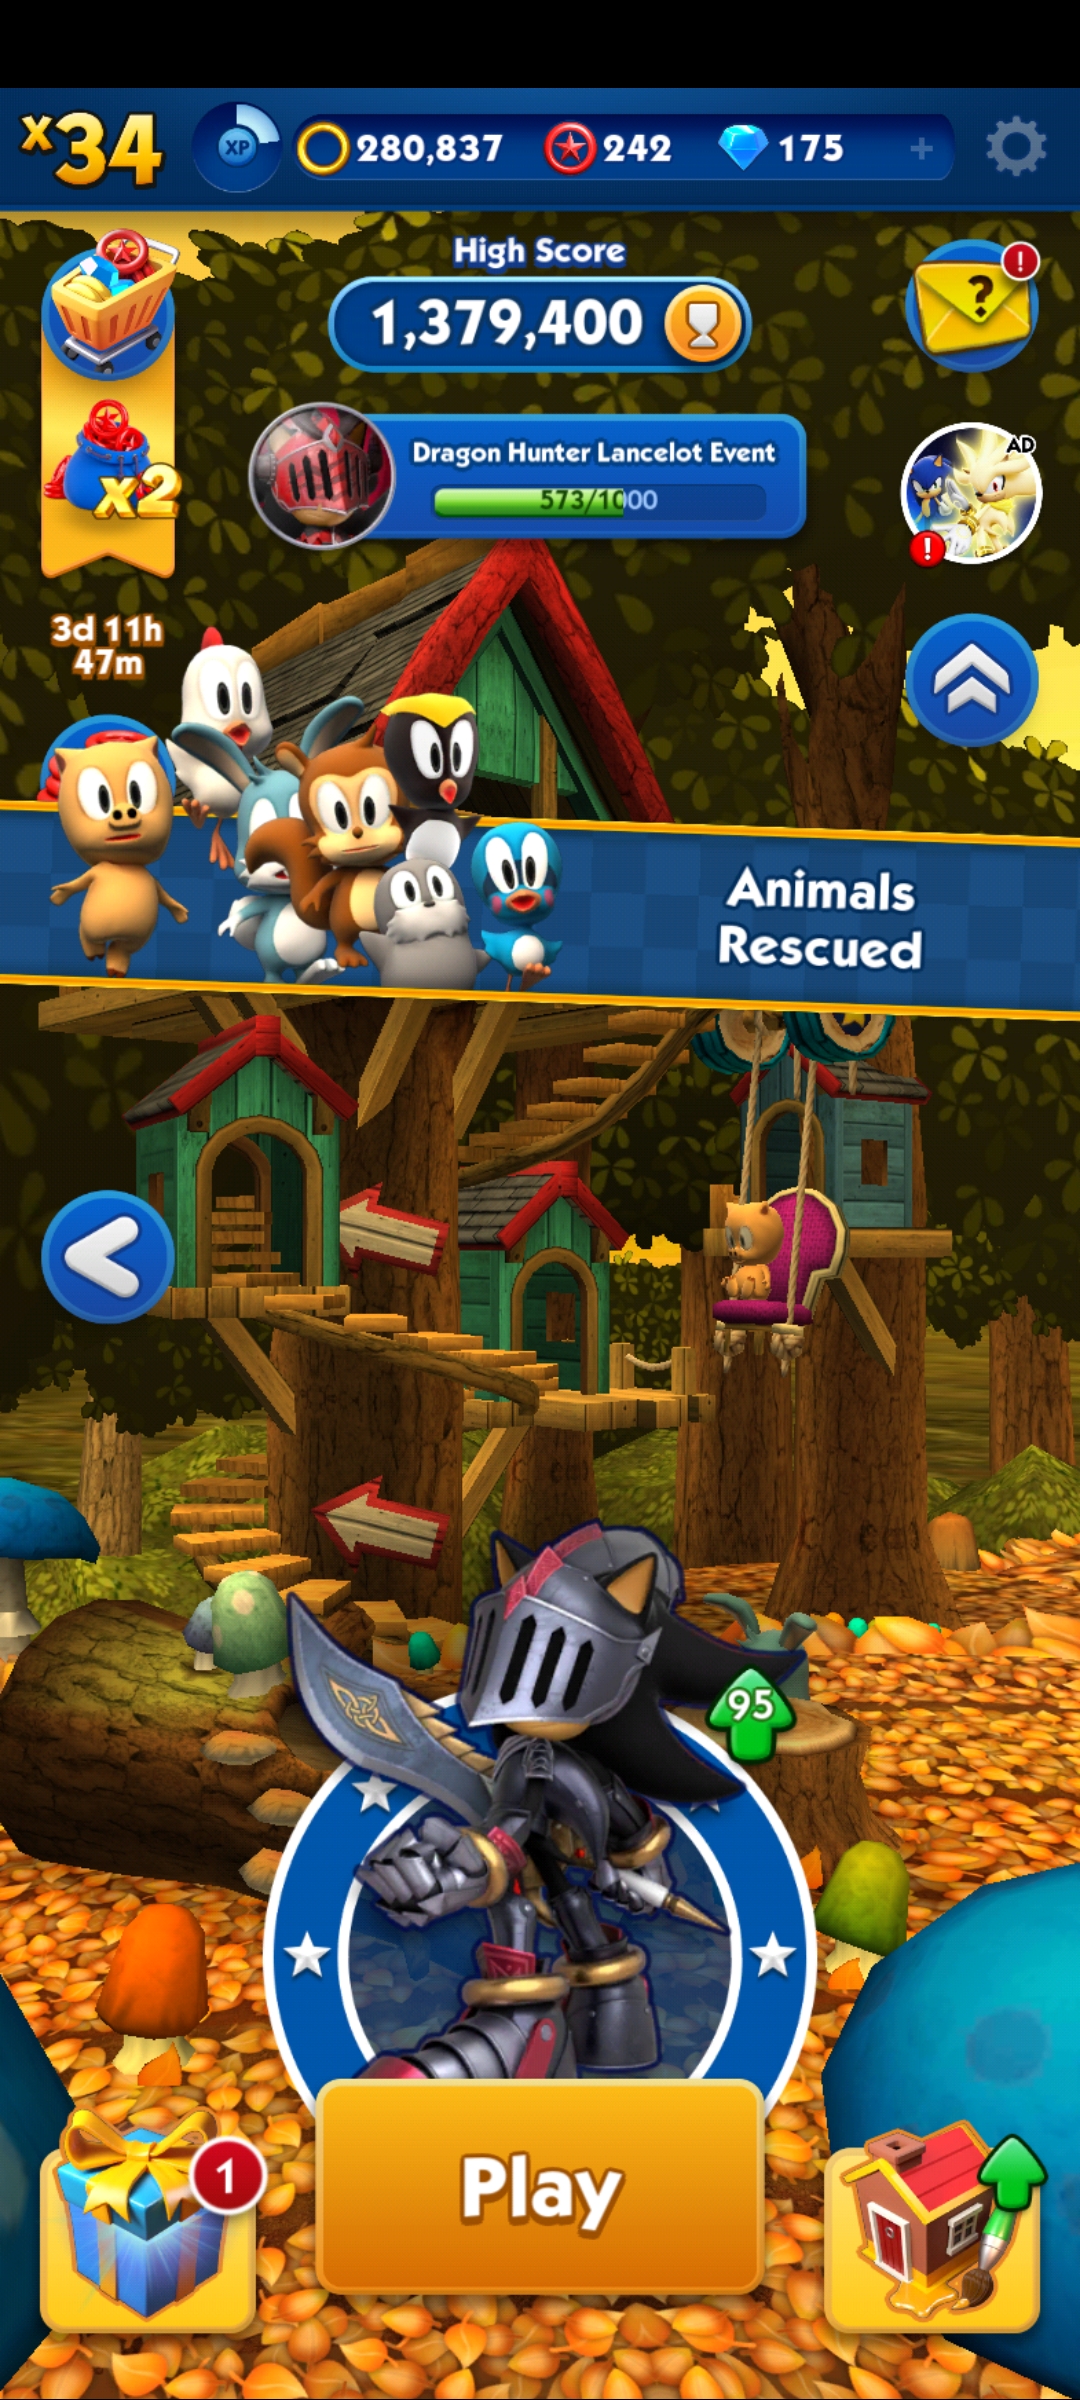 x34
XP
280,837
242
175
+
High Score
1,379,400
?
!
x2
Dragon Hunter Lancelot Event
573/1000
AD
!
3d 11h
47m
Animals
Rescued
95
Play
1